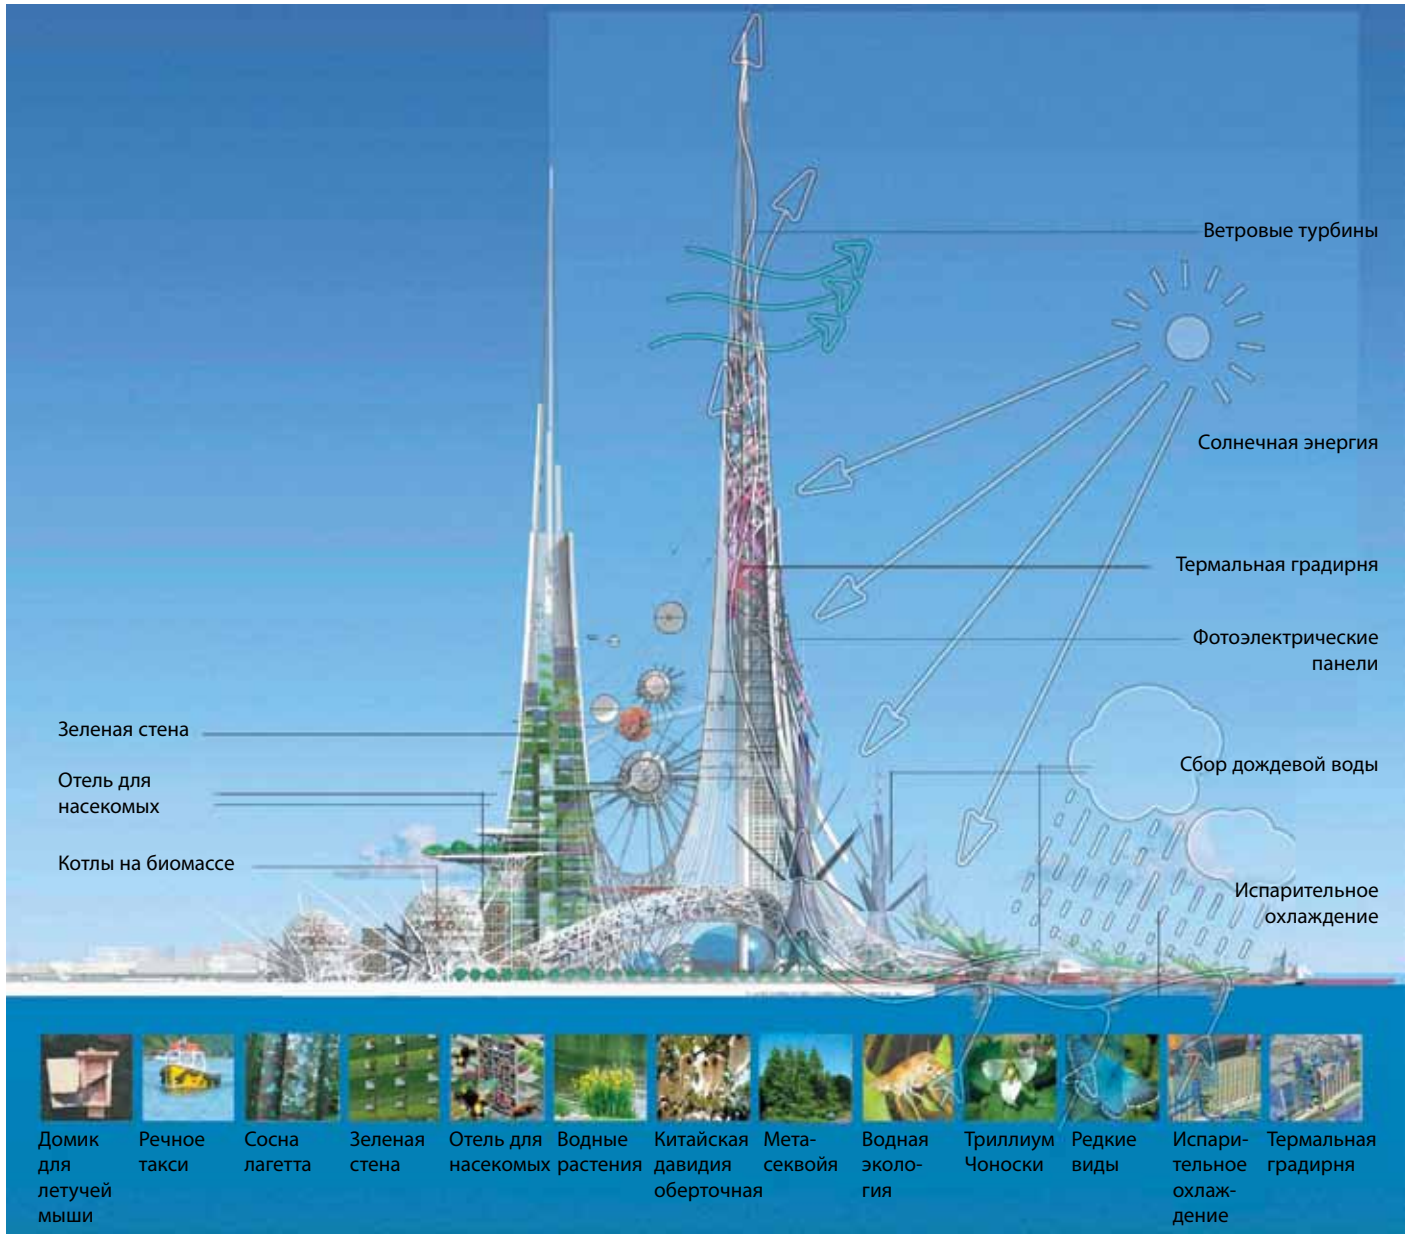 Ветровые турбины
Солнечная энергия
Термальная градирня
Фотоэлектрические
панели
Сбор дождевой воды
Испарительное
охлаждение
Зеленая стена
Отель для
насекомых
Котлы на биомассе
Домик
для
летучей
мыши
Речное
такси
Сосна
лагетта
Зеленая
стена
Отель для
насекомых
Водные
растения
Китайская
давидия
оберточная
Мета-
секвойя
Водная
эколо-
гия
Триллиум
Чоноски
Редкие
виды
Испари-
тельное
охлаж-
дение
Термальная
градирня